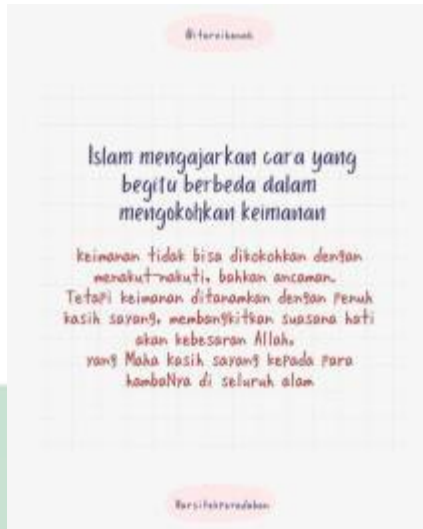 Islam mengajarkan cara yang
begitu berbeda dalam
mengokohkan keimanan
keimanan tidak bisa dikokohkan dengan
menakut-nakuti, bahkan ancaman.
Tetapi keimanan ditanamkan dengan penuh
kasih sayang, membangkitkan suasana hati
akan kebesaran Allah,
yang Maha kasih sayang kepada para
hambaNya di seluruh alam